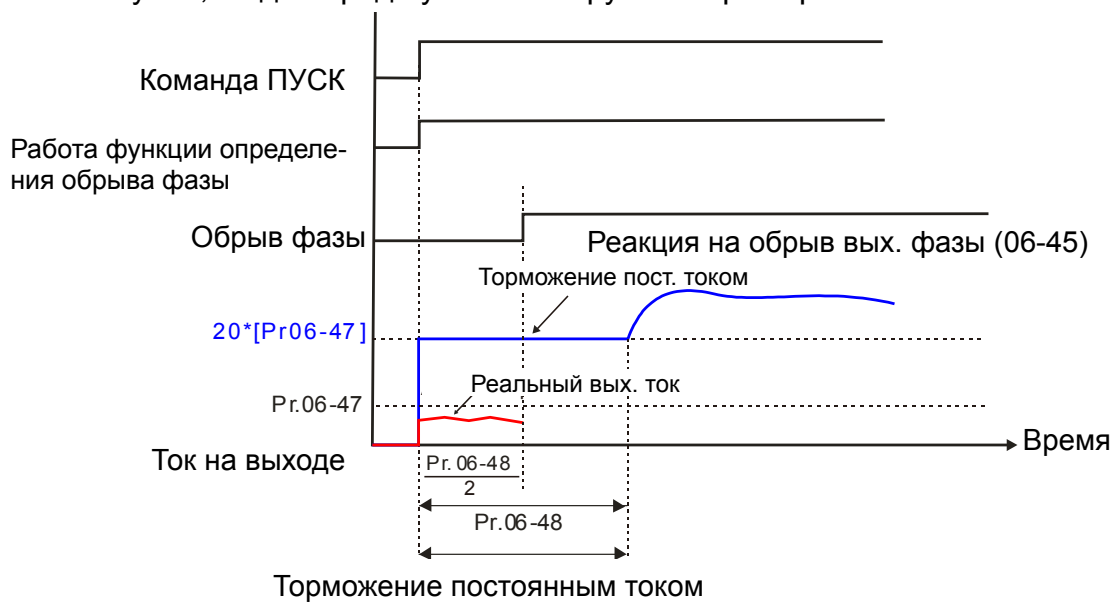 Команда ПУСК
Работа функции определе-
ния обрыва фазы
Обрыв фазы
Реакция на обрыв вых. фазы (06-45)
Торможение пост. током
20*[Pr06-47]
Реальный вых. ток
Pr.06-47
Время
Ток на выходе
Pr. 06-48
2
Pr.06-48
Торможение постоянным током